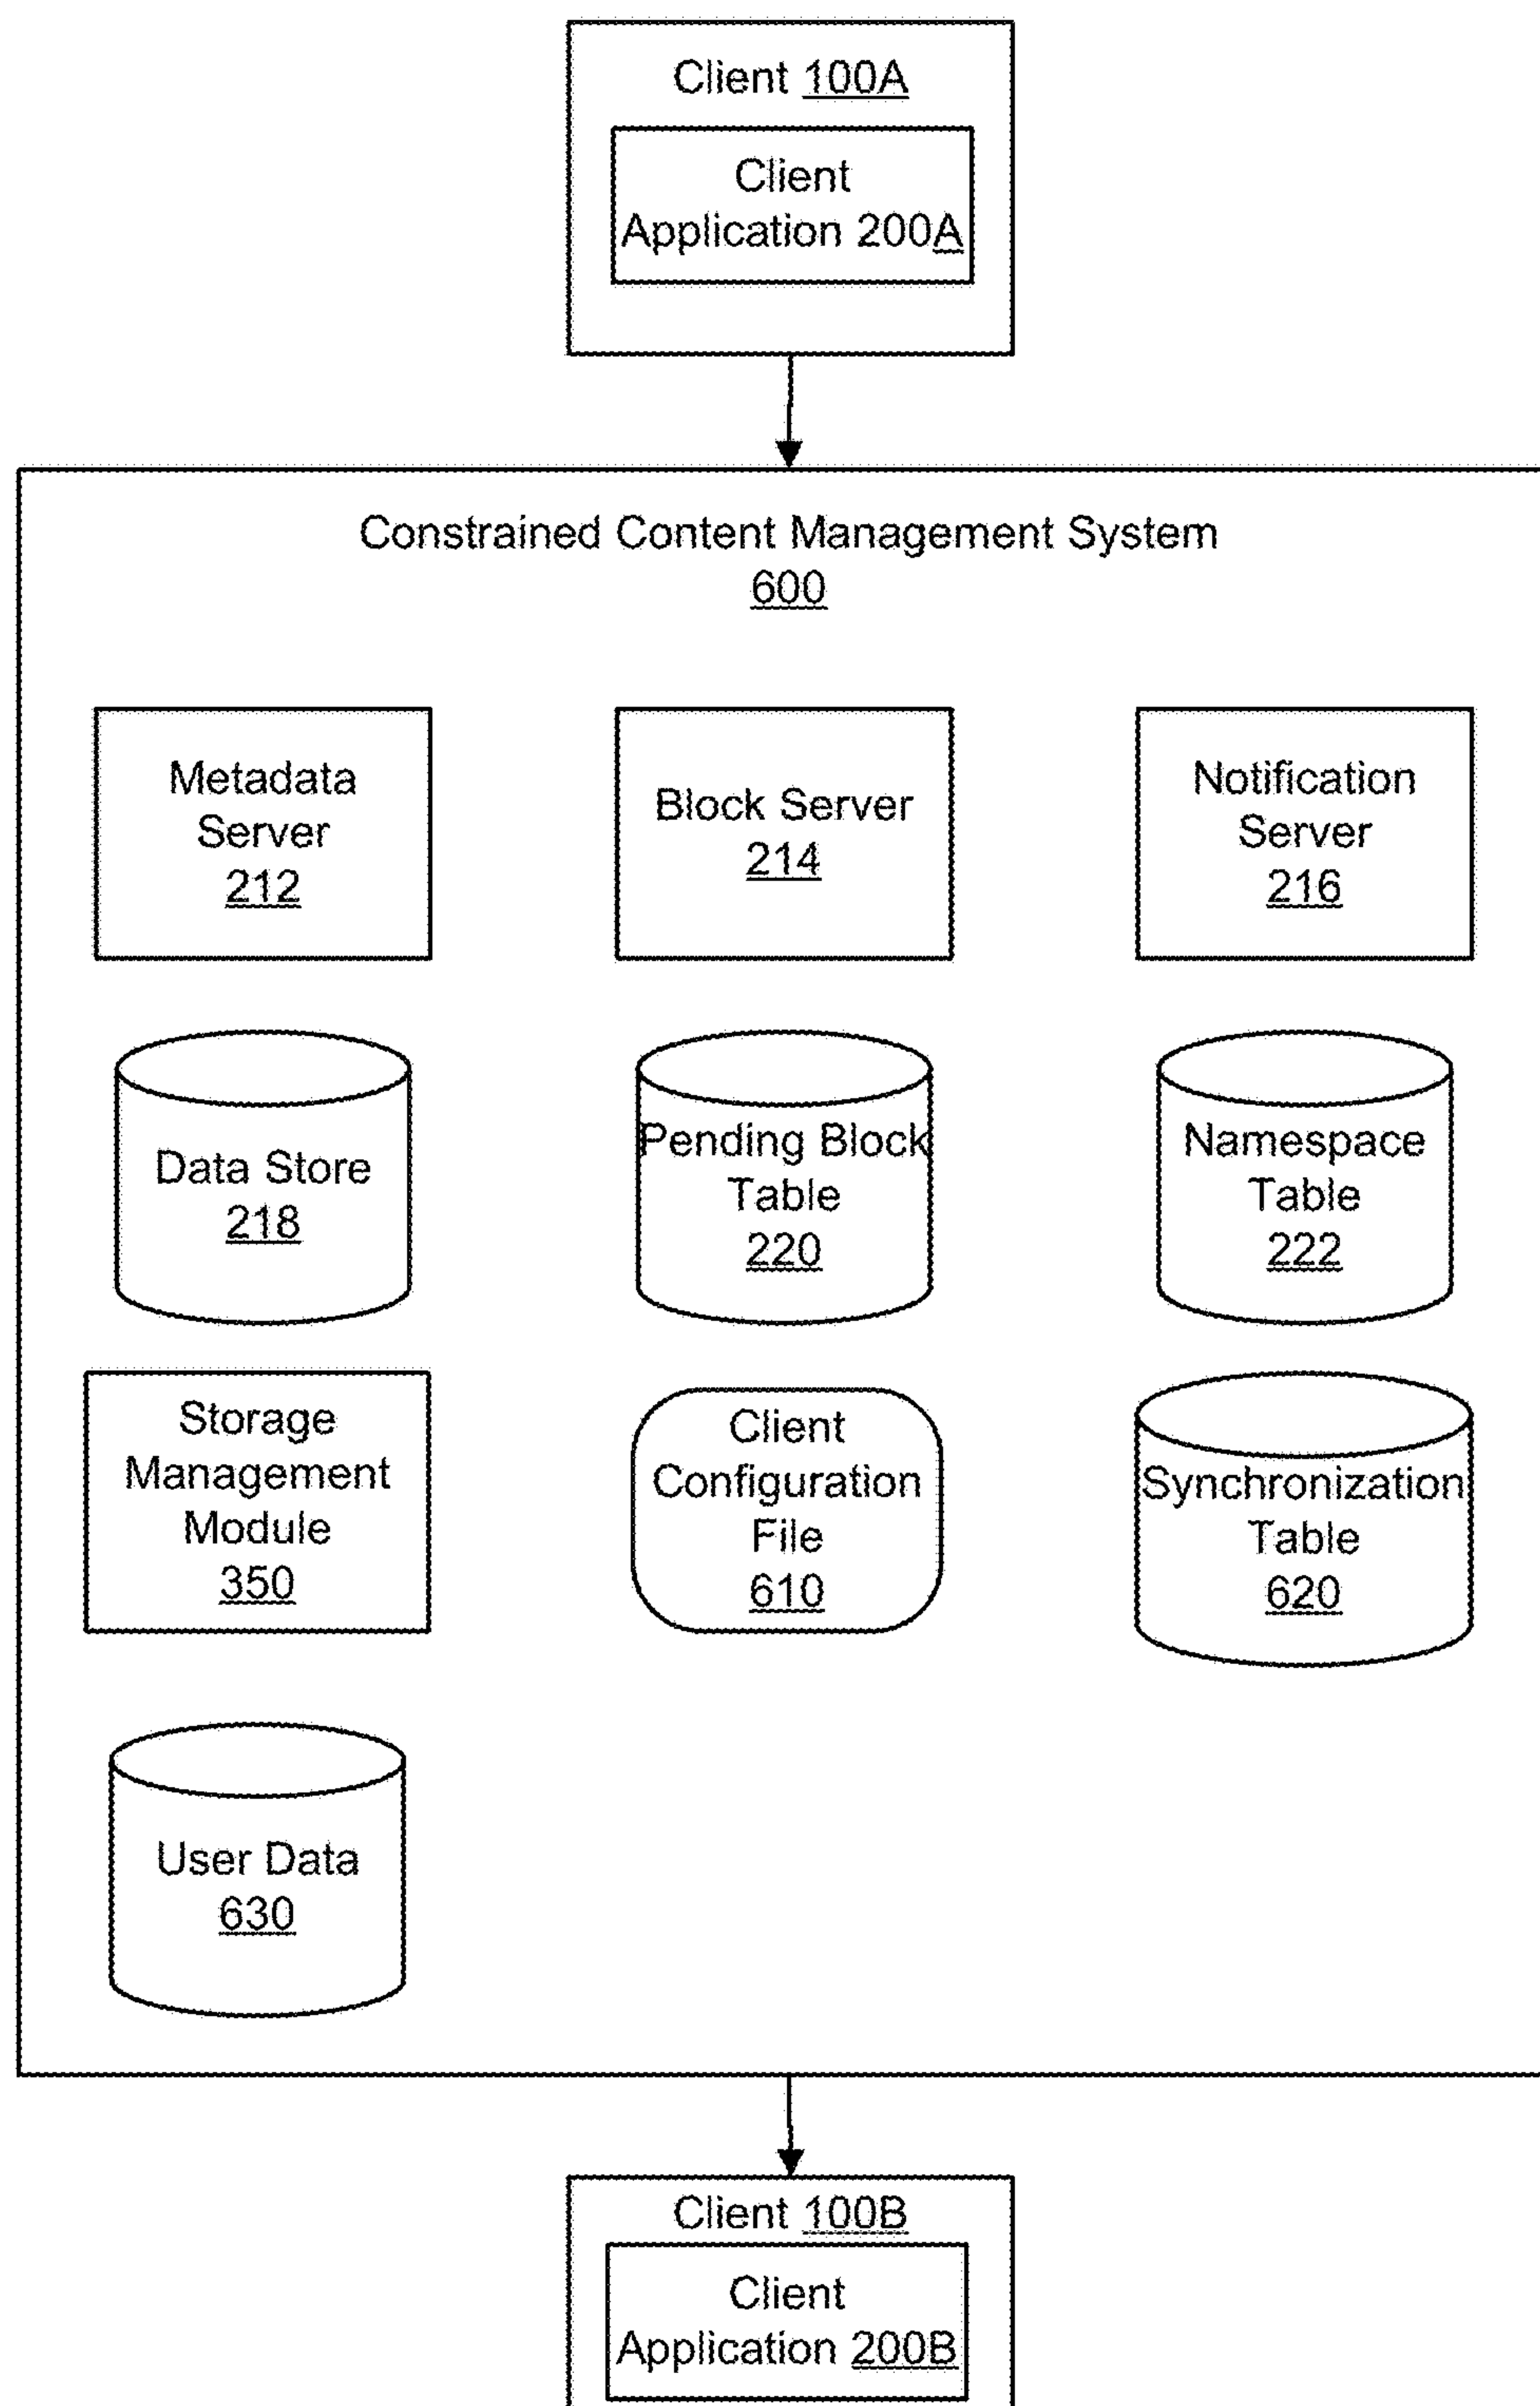 Client 100A
Client
Application 200A
Constrained Content Management System
600
Metadata
Server
212
Block Server
214
Notification
Server
216
Data Store
218
Pending Block
Table
220
Namespace
Table
222
Storage
Management
Module
350
Client
Configuration
File
610
Synchronization
Table
620
User Data
630
Client 100B
Client
Application 200B